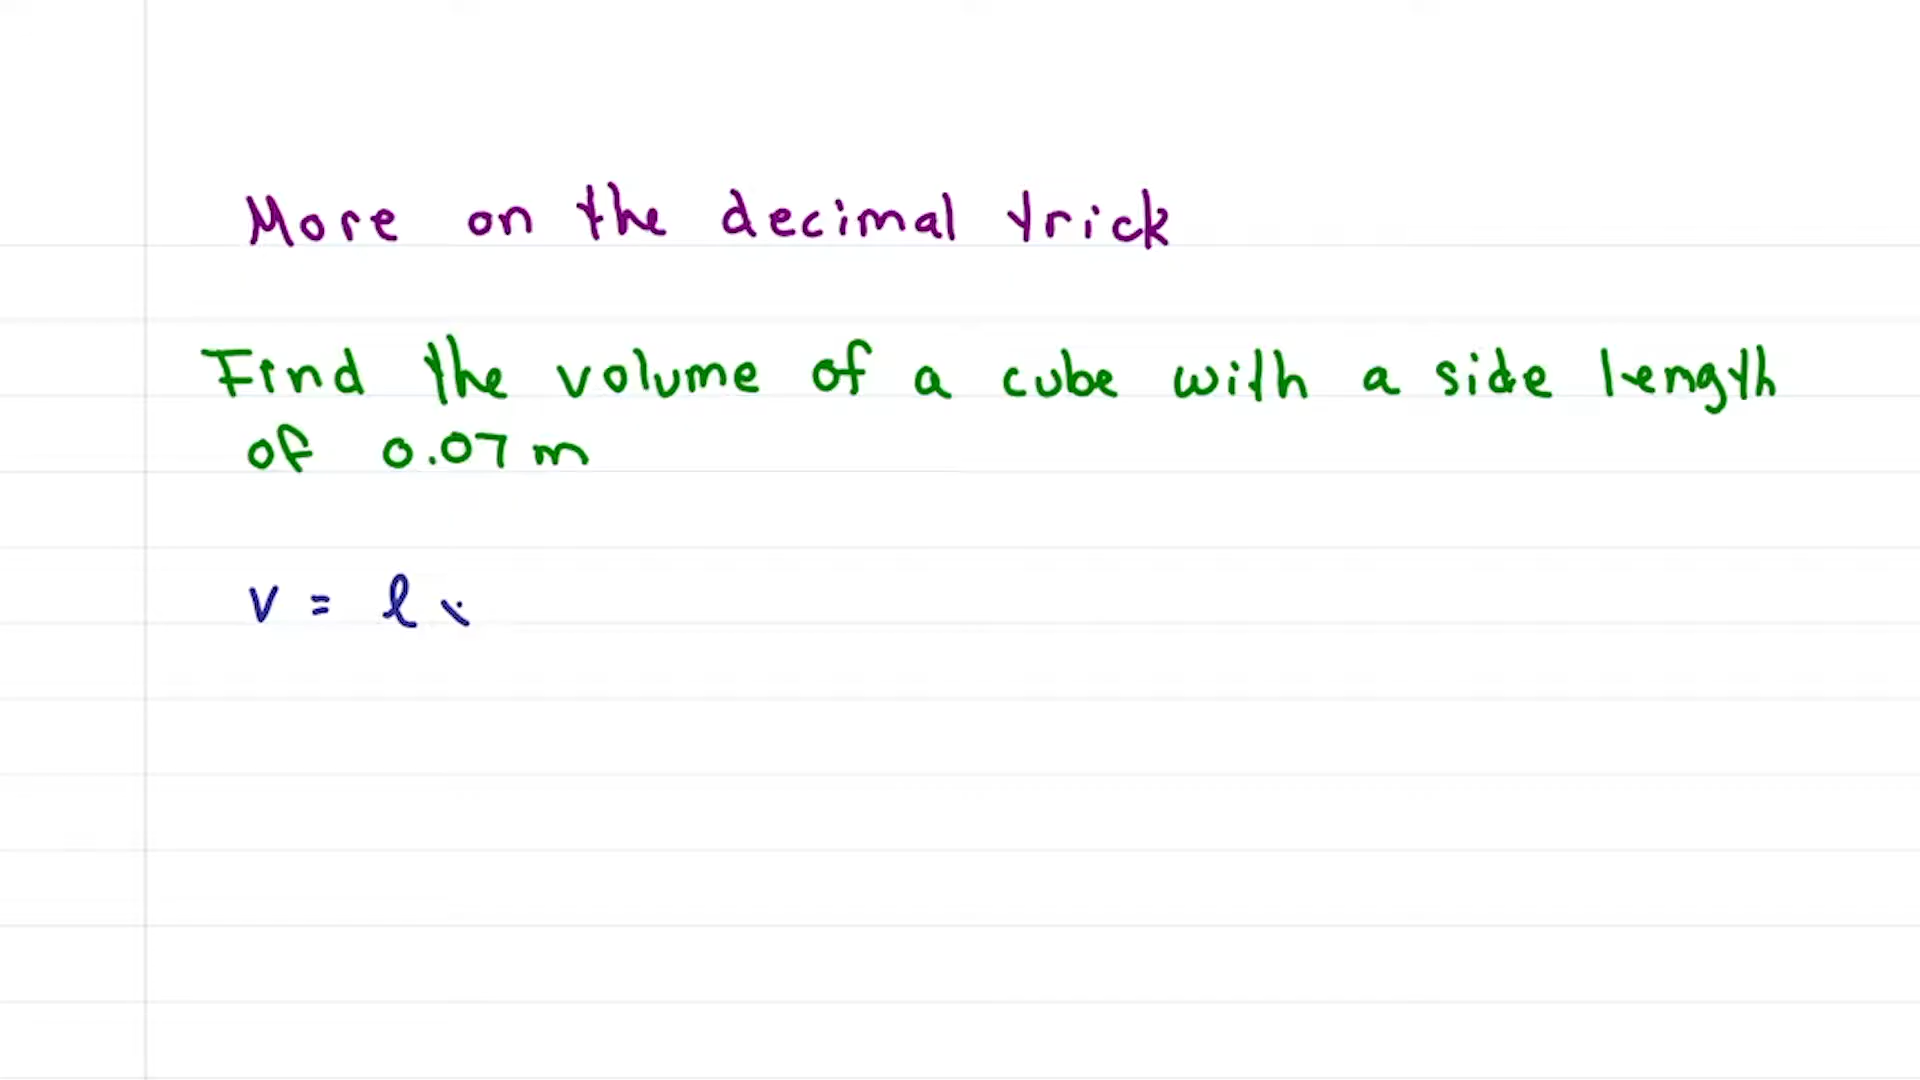 More on the decimal trick
Find the volume of a cube with a side length
of 0.07 m
V = l